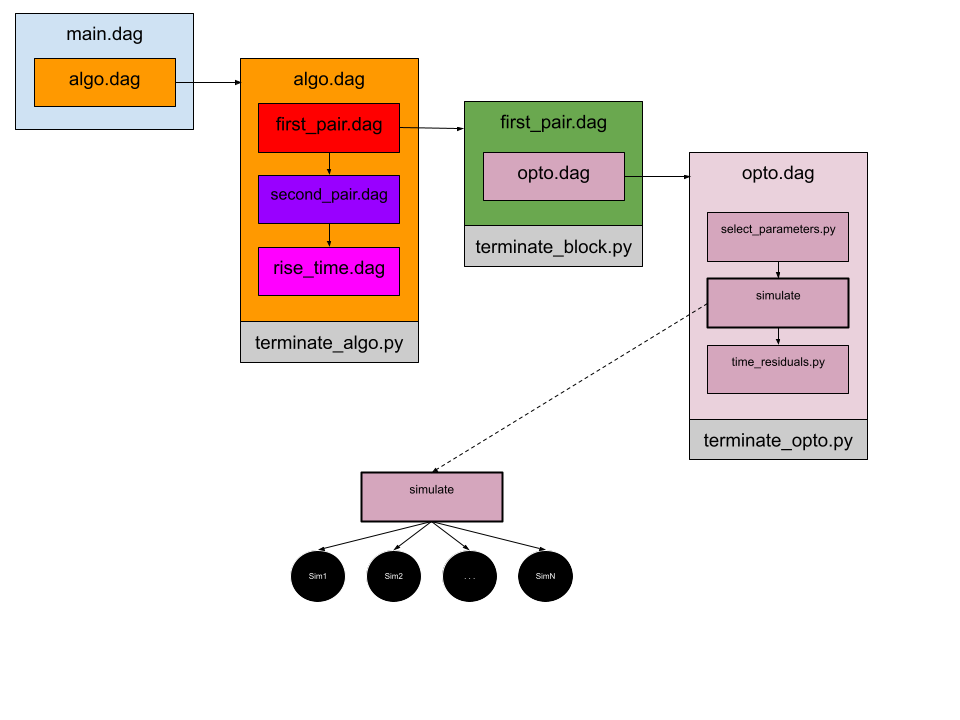 main.dag
algo.dag
algo.dag
first_pair.dag
second_pair.dag
rise_time.dag
terminate_algo.py
first_pair.dag
opto.dag
terminate_block.py
opto.dag
select_parameters.py
simulate
time_residuals.py
terminate_opto.py
simulate
Sim1
Sim2
. . .
SimN